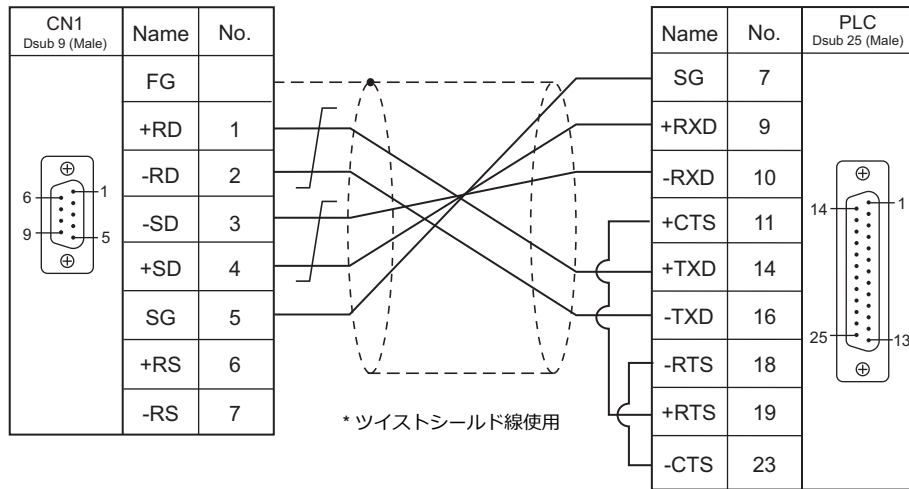 CN1
Dsub 9 (Male)
Name No.
FG
+RD 1
-RD 2
-SD 3
+SD 4
SG 5
+RS 6
-RS 7
6
1
9
5
* ツイストシールド線使用
Name No.
PLC
Dsub 25 (Male)
SG 7
+RXD 9
-RXD 10
+CTS 11
+TXD 14
-TXD 16
-RTS 18
+RTS 19
-CTS 23
14
1
25
13